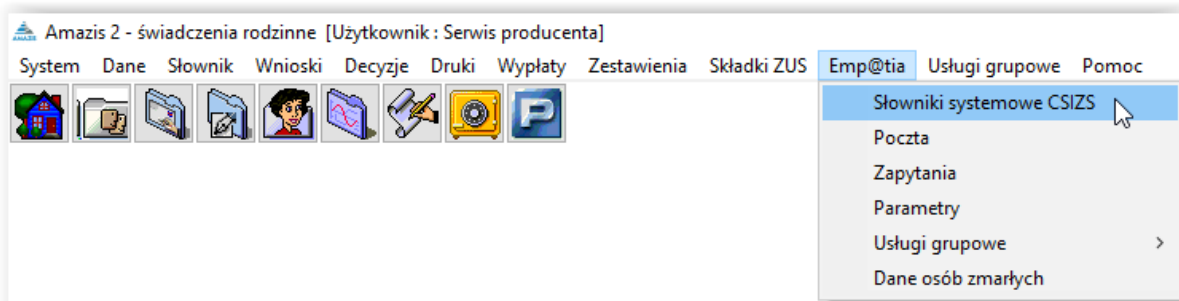 Amazis 2 - świadczenia rodzinne [Użytkownik : Serwis producenta]
System Dane Słownik Wnioski Decyzje Druki Wypłaty Zestawienia Składki ZUS Emp@tia Usługi grupowe Pomoc
Słowniki systemowe CSIZS
Poczta
Zapytania
Parametry
Usługi grupowe
Dane osób zmarłych